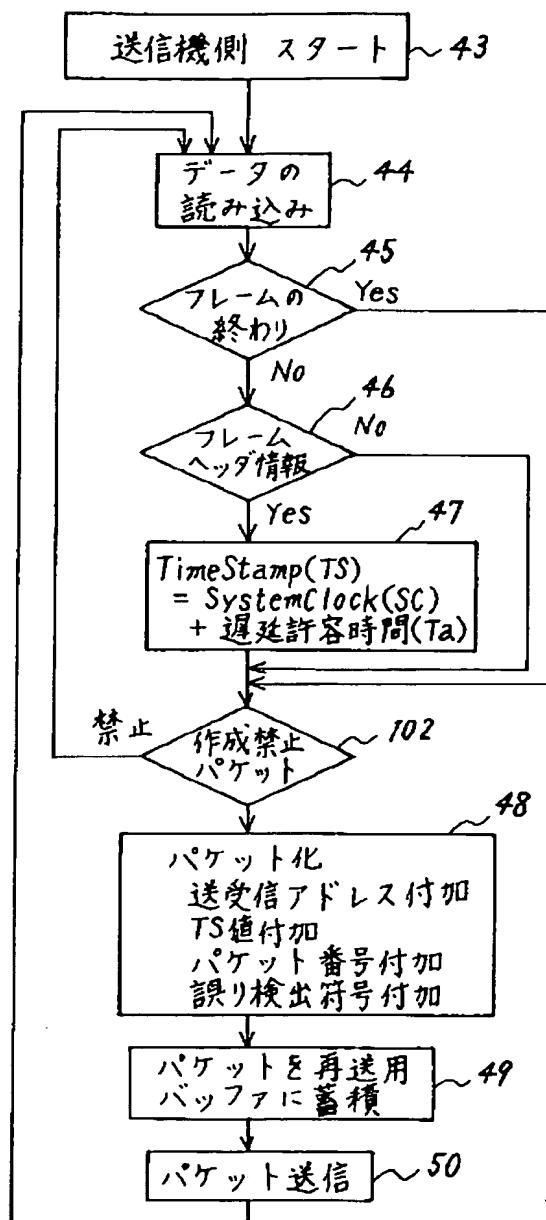 送信機側 スタート
43
データの
読み込み
44
45
フレームの
終わり
Yes
No
46
フレーム
ヘッダ情報
No
Yes
47
TimeStamp(TS)
= SystemClock(SC)
+ 遅延許容時間(Ta)
禁止
作成禁止
パケット
102
48
パケット化
送受信アドレス付加
TS値付加
パケット番号付加
誤り検出符号付加
パケットを再送用
バッファに蓄積
49
パケット送信
50